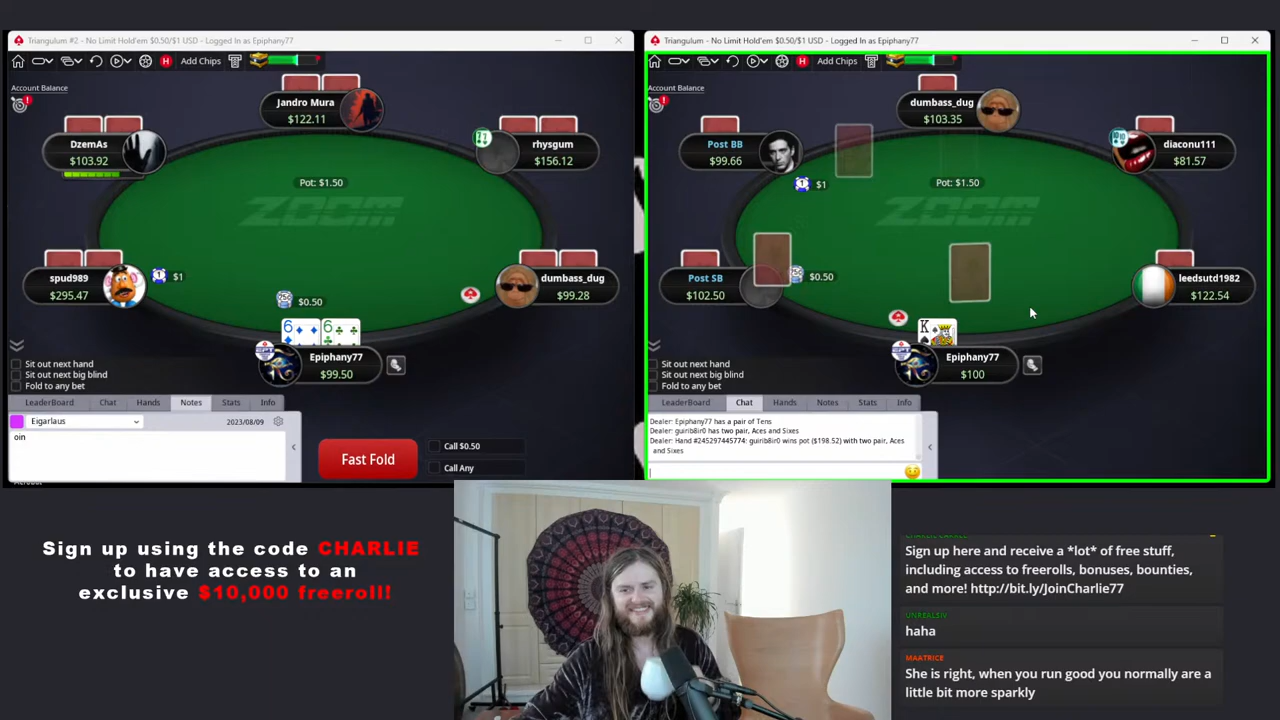 Triangulum #2 - No Limit Hold'em $0.50/$1 USD - Logged In as Epiphany77
Add Chips
Account Balance
Jandro Mura
$122.11
DzemAs
$103.92
rhysgum
$156.12
Pot: $1.50
ZOOM
spud989
$295.47
$1
dumbass_dug
$99.28
$0.50
6 6
Epiphany77
$99.50
Sit out next hand
Sit out next big blind
Fold to any bet
LeaderBoard Chat Hands Notes Stats Info
Eigarlaus 2023/08/09
oin
Fast Fold
Call $0.50
Call Any
Triangulum - No Limit Hold'em $0.50/$1 USD - Logged In as Epiphany77
Add Chips
Account Balance
dumbass_dug
$103.35
Post BB
$99.66
diaconu111
$81.57
Pot: $1.50
$1
ZOOM
Post SB
$102.50
$0.50
leedsutd1982
$122.54
K
Epiphany77
$100
Sit out next hand
Sit out next big blind
Fold to any bet
LeaderBoard Chat Hands Notes Stats Info
Dealer: Epiphany77 has a pair of Tens
Dealer: guirib8ir0 has two pair, Aces and Sixes
Dealer: Hand #245297445774: guirib8ir0 wins pot ($198.52) with two pair, Aces
and Sixes
Sign up using the code CHARLIE
to have access to an
exclusive $10,000 freeroll!
Sign up here and receive a *lot* of free stuff,
including access to freerolls, bonuses, bounties,
and more! http://bit.ly/JoinCharlie77
UNREALSIV
haha
MAATRICE
She is right, when you run good you normally are a
little bit more sparkly